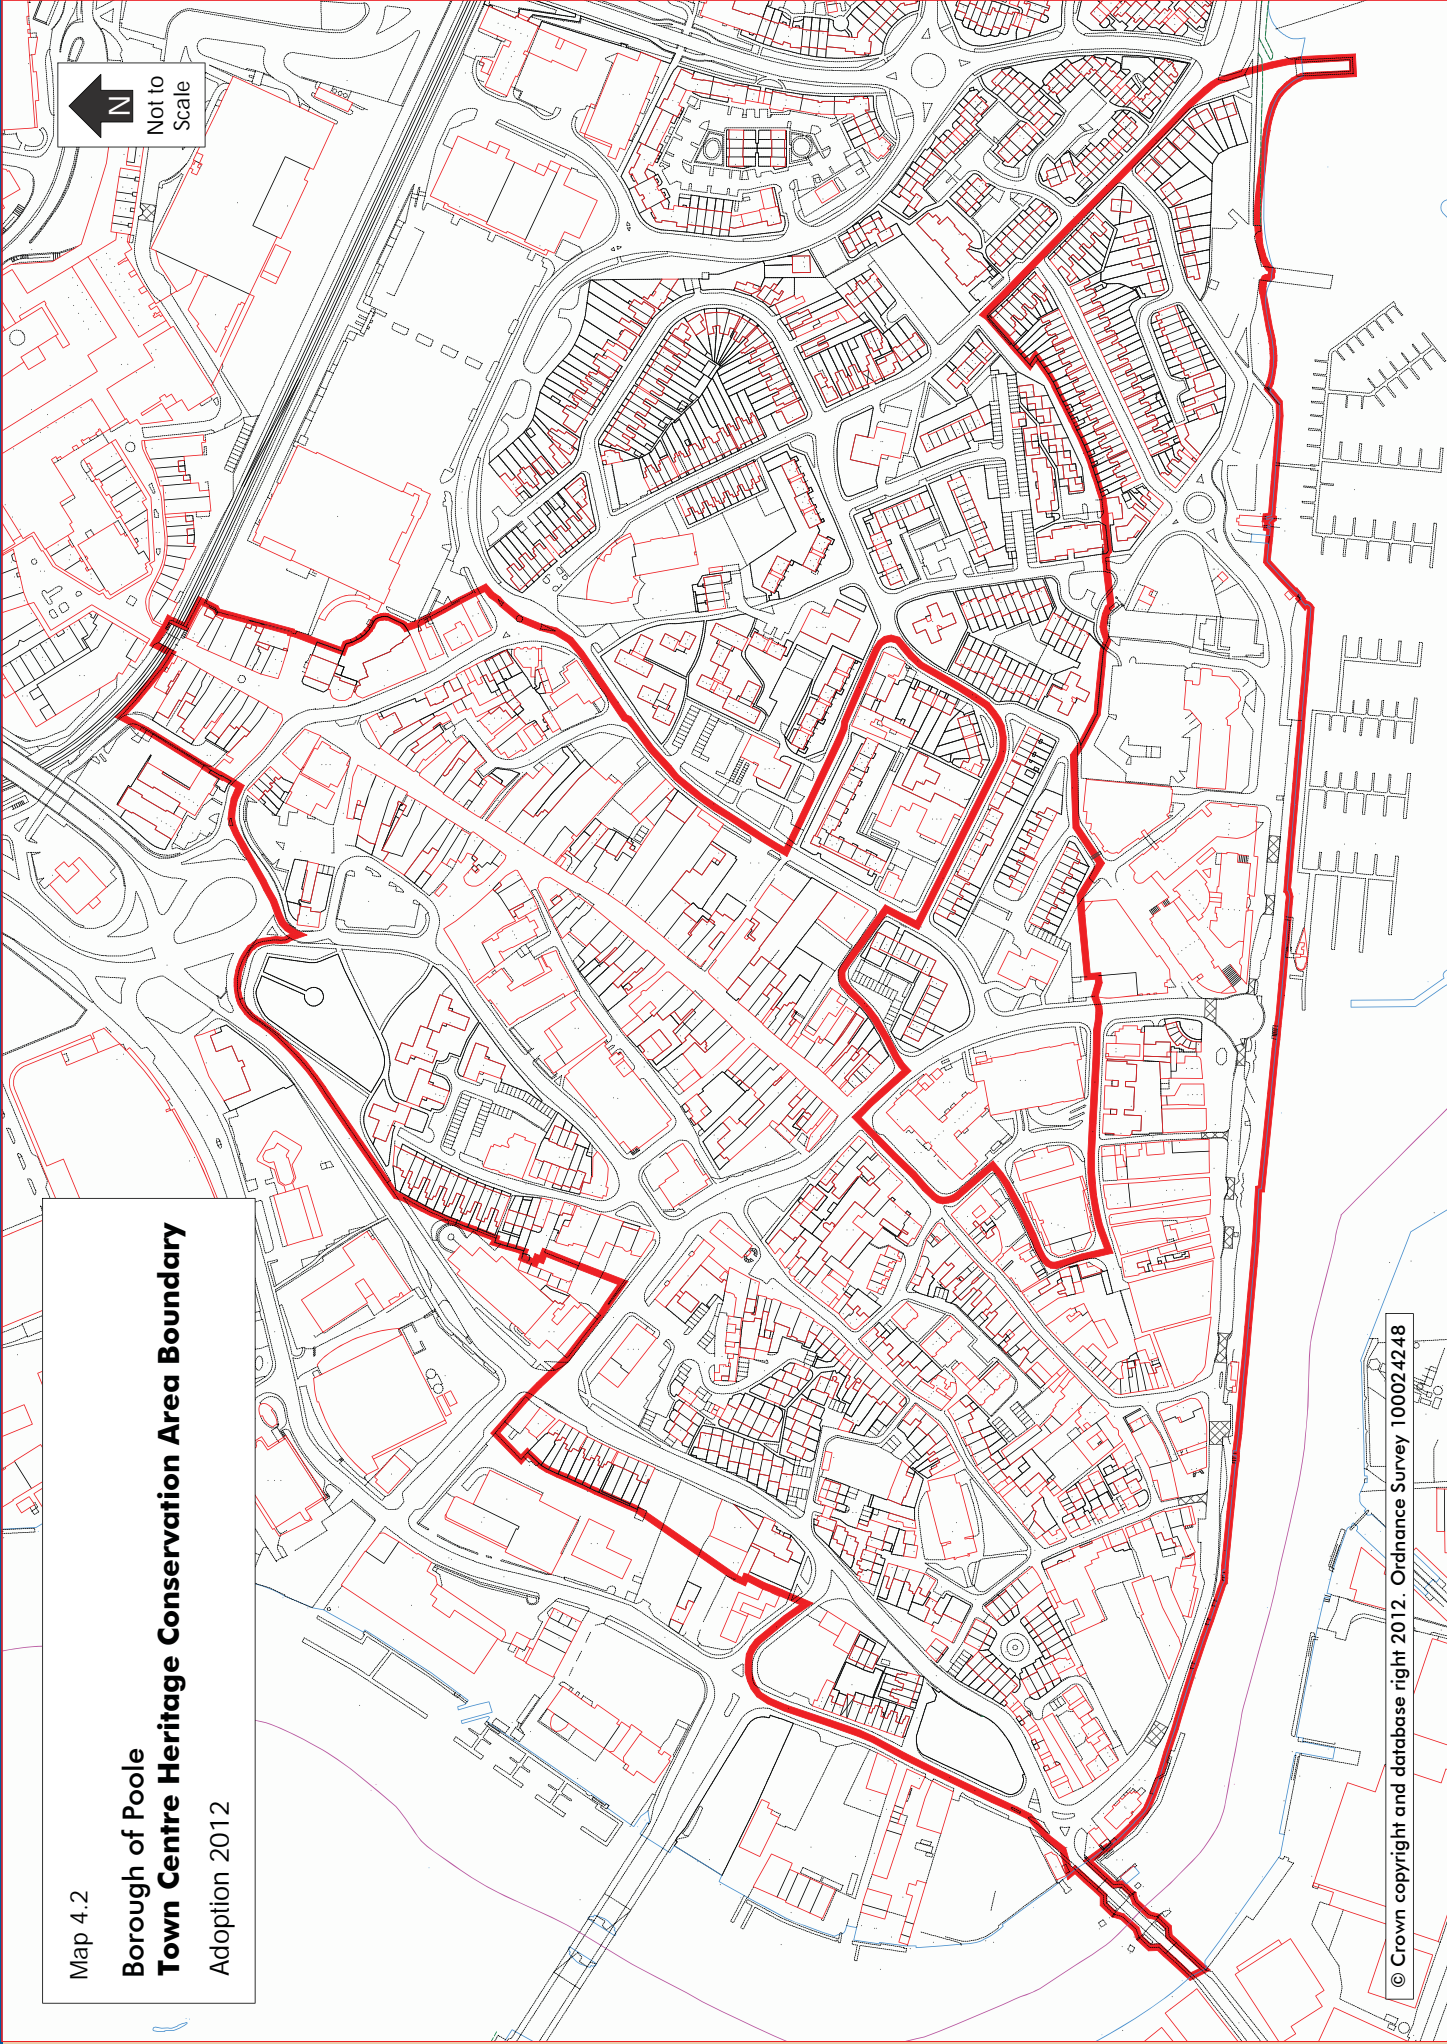 Map 4.2
Borough of Poole
Town Centre Heritage Conservation Area Boundary
Adoption 2012
N
Not to
Scale
© Crown copyright and database right 2012. Ordnance Survey 100024248